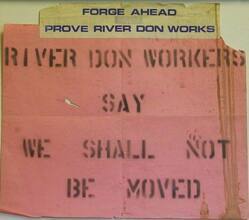 FORGE AHEAD
PROVE RIVER DON WORKS
RIVER DON WORKERS
SAY
WE SHALL NOT
BE MOVED